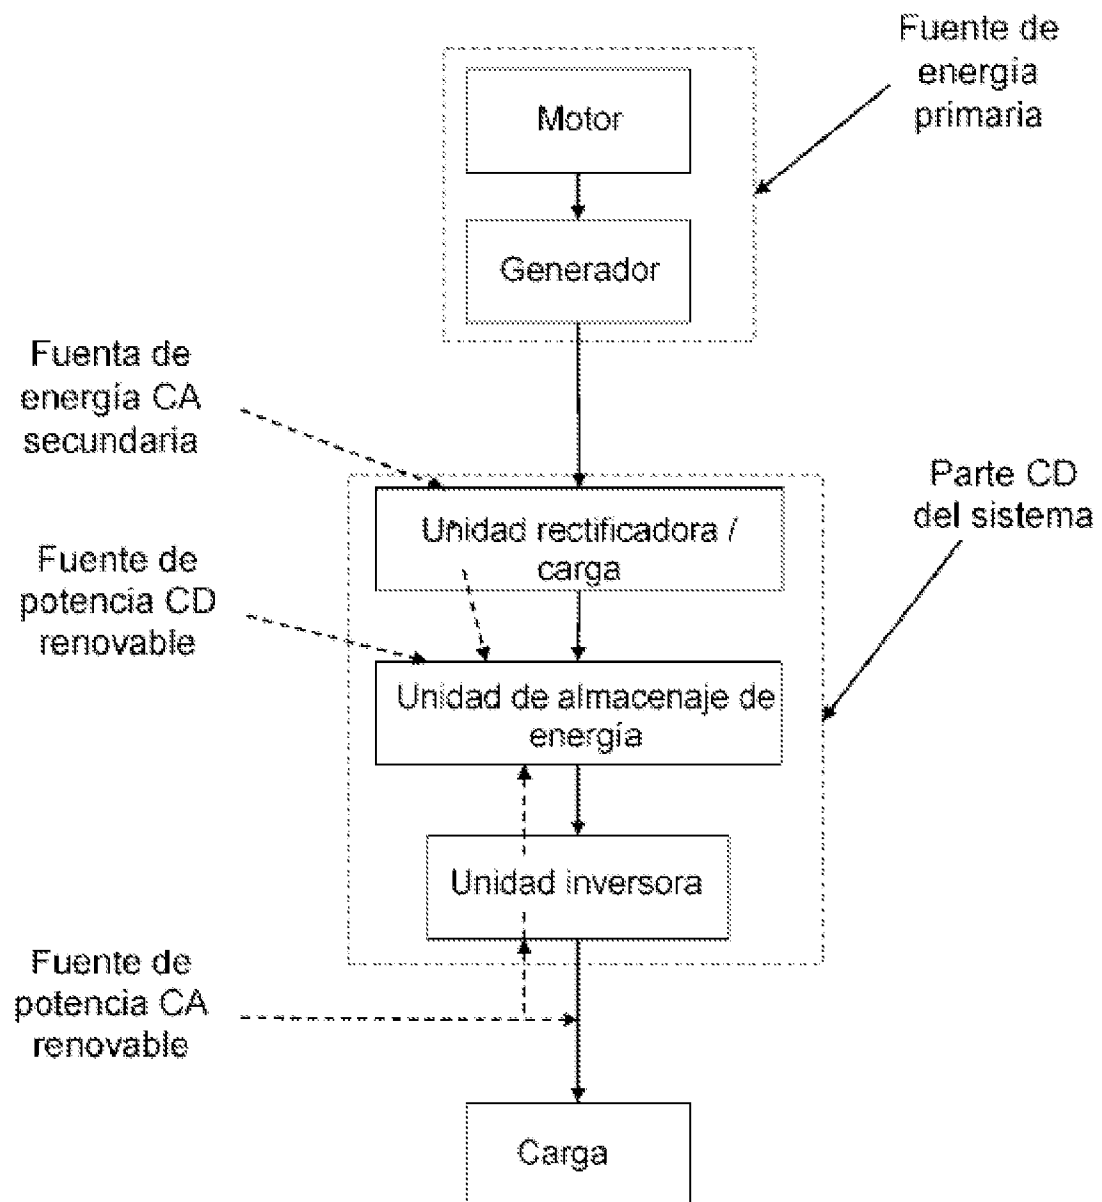 Fuente de
energía
primaria
Motor
Generador
Fuenta de
energía CA
secundaria
Parte CD
del sistema
Unidad rectificadora /
carga
Fuente de
potencia CD
renovable
Unidad de almacenaje de
energía
Unidad inversora
Fuente de
potencia CA
renovable
Carga